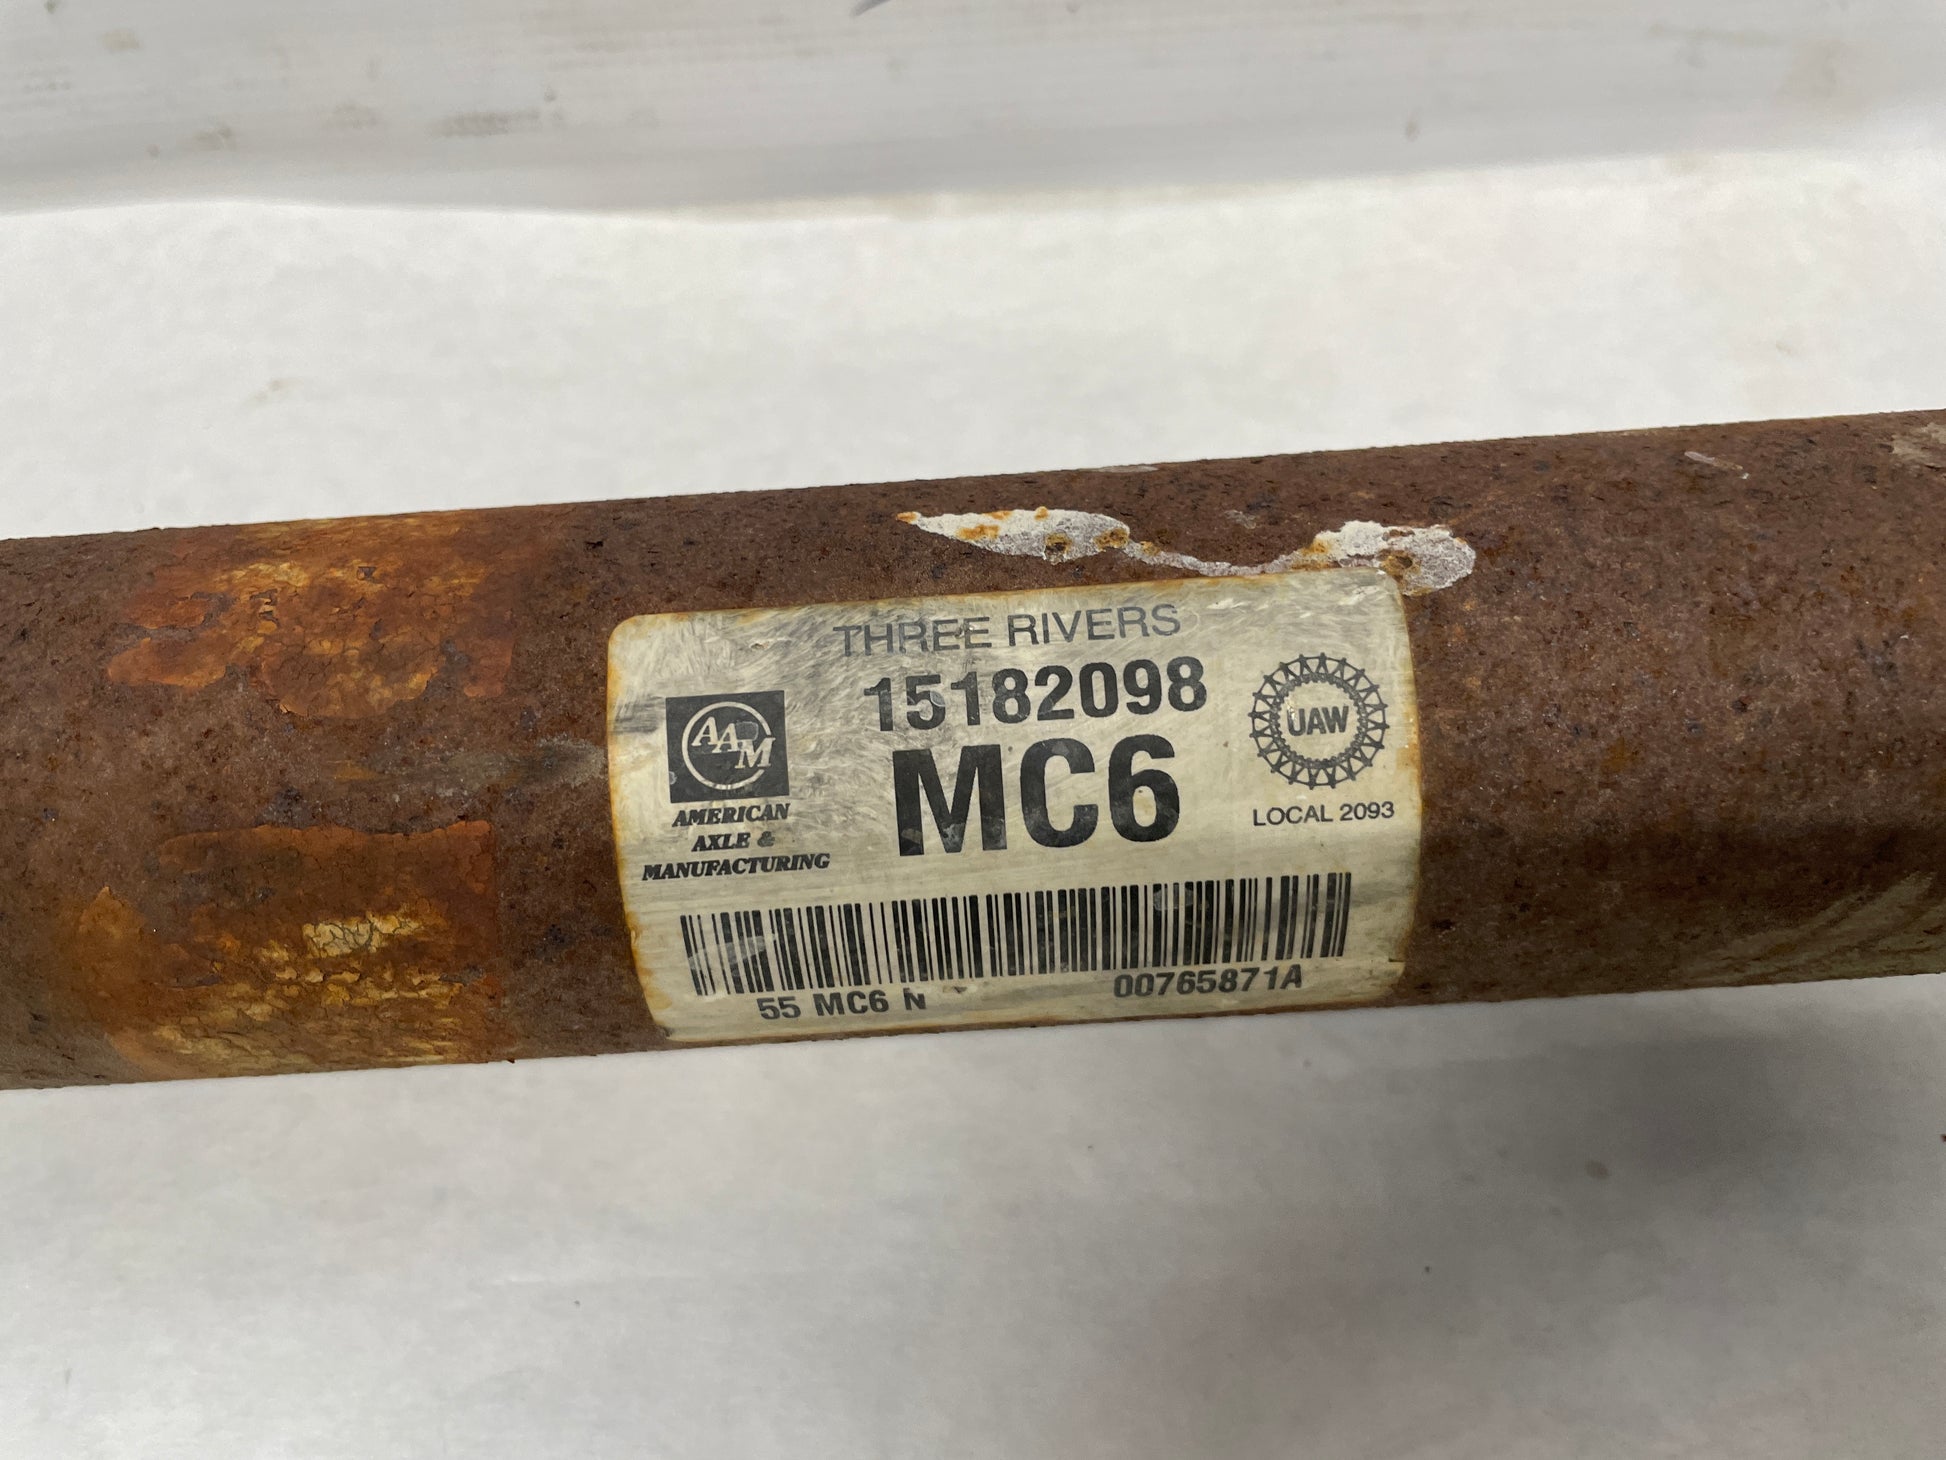 THREE RIVERS
15182098
MC6
AAM
AMERICAN
AXLE &
MANUFACTURING
UAW
LOCAL 2093
55 MC6 N
00765871A